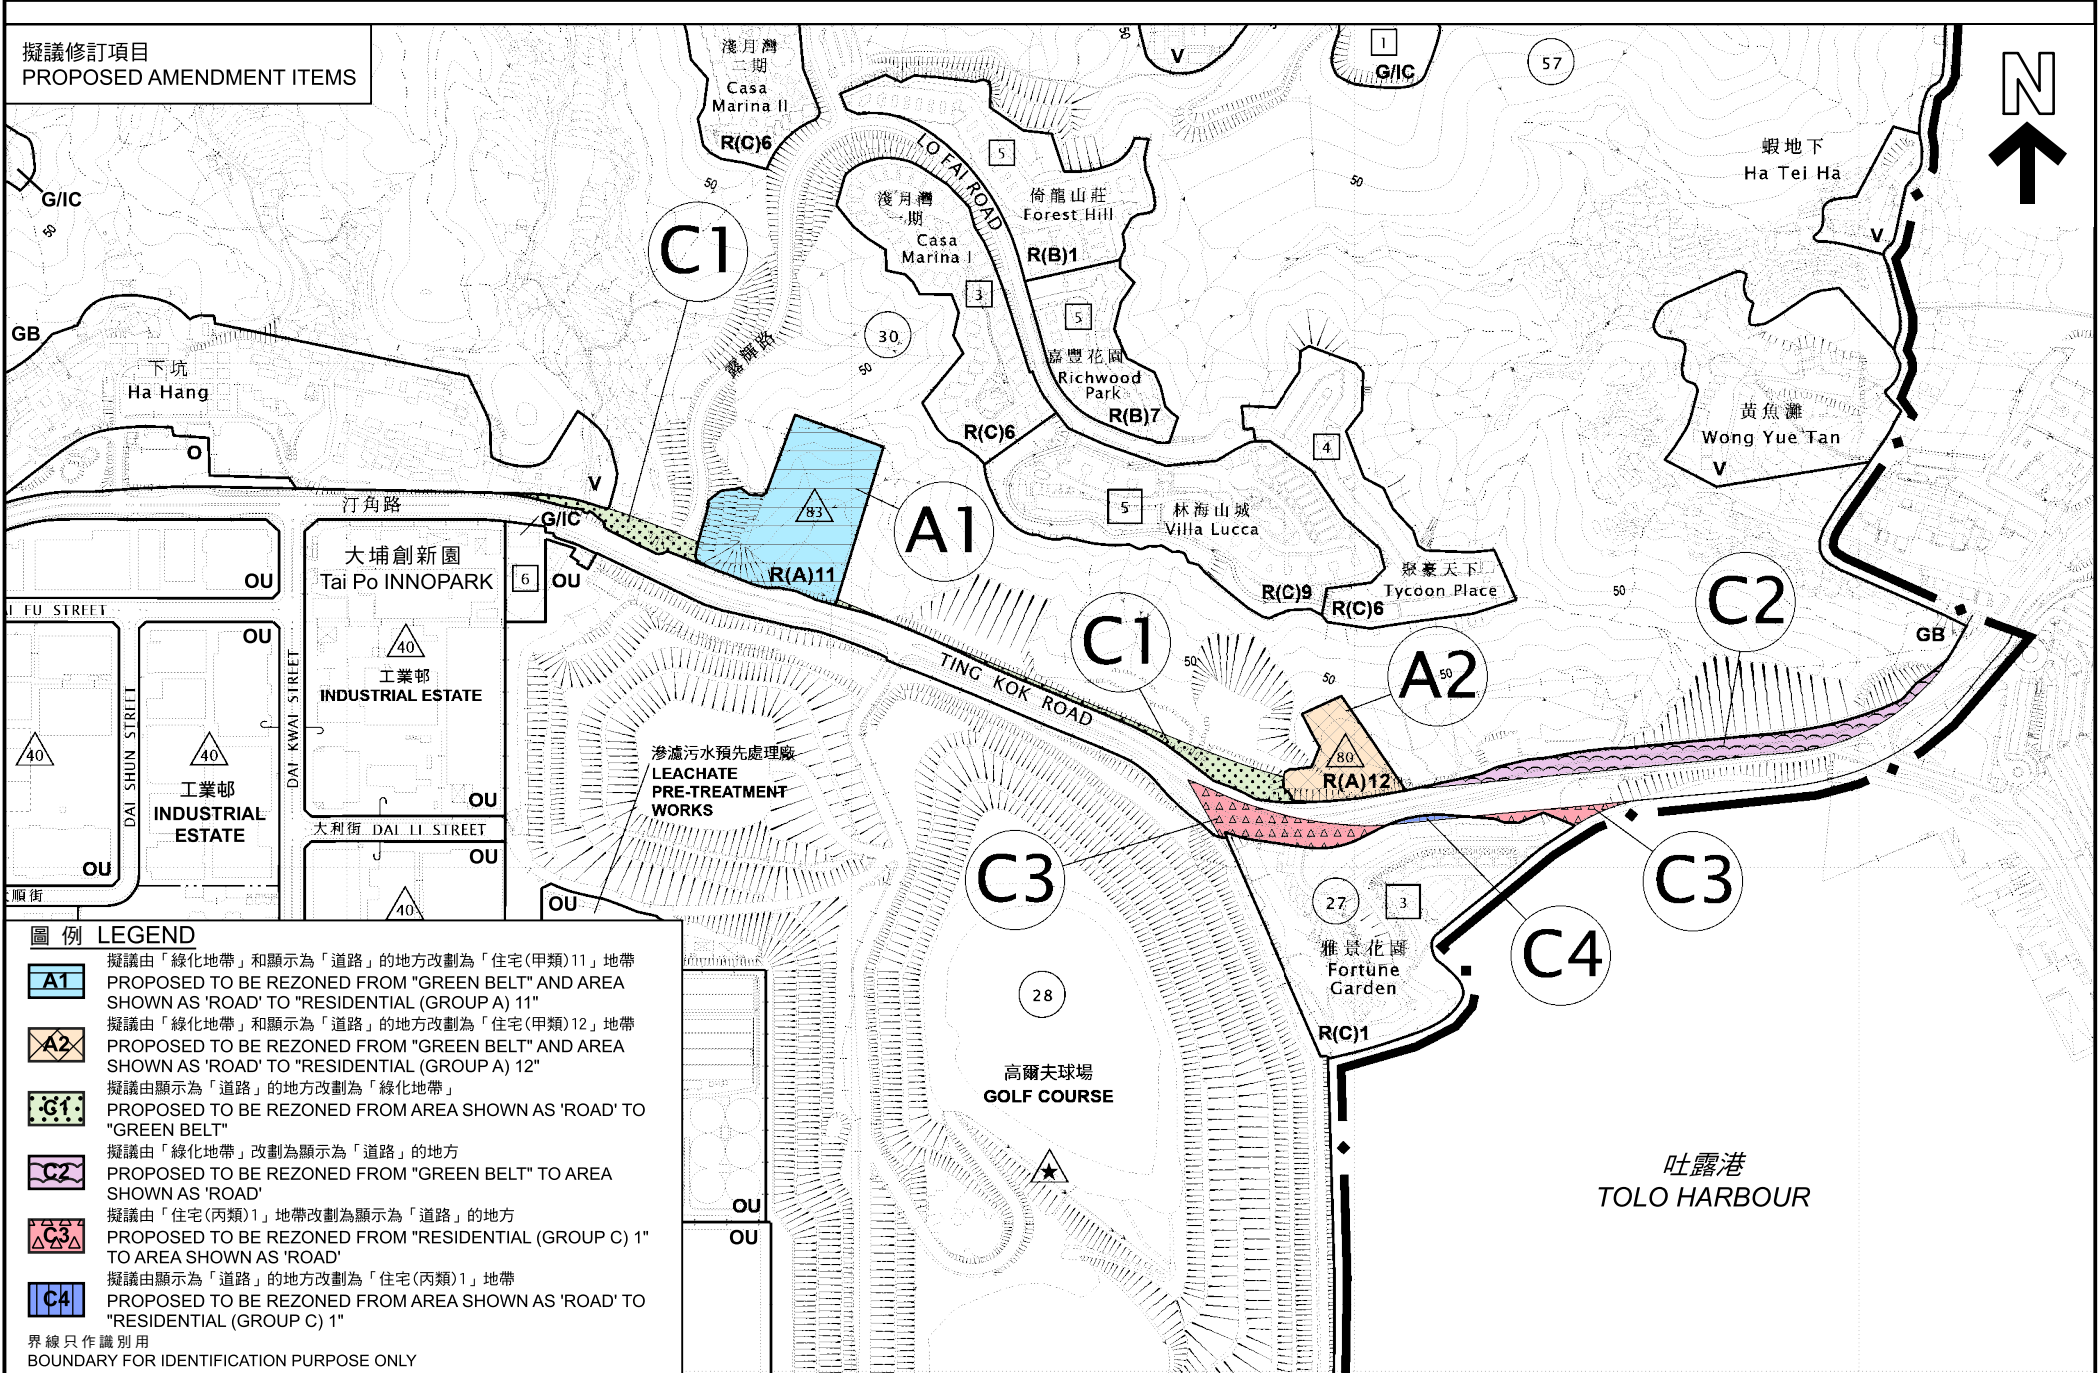 擬議修訂項目
PROPOSED AMENDMENT ITEMS
淺月灣
二期
Casa
Marina II
R(C)6
50
V
1
G/IC
57
N
蝦地下
Ha Tei Ha
V
G/IC
50
50
LO FAI ROAD
5
倚龍山莊
Forest Hill
R(B)1
50
淺月灣
一期
Casa
Marina I
3
C1
GB
下坑
Ha Hang
露輝路
30
50
5
嘉豐花園
Richwood
Park
R(B)7
R(C)6
黃魚灘
Wong Yue Tan
V
O
V
汀角路
G/IC
83
R(A)11
A1
4
5
林海山城
Villa Lucca
R(C)9
聚豪天下
Tycoon Place
R(C)6
50
C2
GB
OU
大埔創新園
Tai Po INNOPARK
6
OU
FU STREET
OU
40
工業邨
INDUSTRIAL ESTATE
DAI KWAI STREET
DAI SHUN STREET
TING KOK ROAD
C1
50
50
A2
50
80
R(A)12
40
40
工業邨
INDUSTRIAL
ESTATE
OU
滲濾污水預先處理廠
LEACHATE
PRE-TREATMENT
WORKS
大利街 DAI LI STREET
OU
OU
順街
40
OU
C3
C3
C4
27
3
雅景花園
Fortune
Garden
R(C)1
28
高爾夫球場
GOLF COURSE
吐露港
TOLO HARBOUR
OU
OU
圖例 LEGEND
A1
擬議由「綠化地帶」和顯示為「道路」的地方改劃為「住宅(甲類)11」地帶
PROPOSED TO BE REZONED FROM "GREEN BELT" AND AREA
SHOWN AS 'ROAD' TO "RESIDENTIAL (GROUP A) 11"
A2
擬議由「綠化地帶」和顯示為「道路」的地方改劃為「住宅(甲類)12」地帶
PROPOSED TO BE REZONED FROM "GREEN BELT" AND AREA
SHOWN AS 'ROAD' TO "RESIDENTIAL (GROUP A) 12"
C1
擬議由顯示為「道路」的地方改劃為「綠化地帶」
PROPOSED TO BE REZONED FROM AREA SHOWN AS 'ROAD' TO
"GREEN BELT"
C2
擬議由「綠化地帶」改劃為顯示為「道路」的地方
PROPOSED TO BE REZONED FROM "GREEN BELT" TO AREA
SHOWN AS 'ROAD'
C3
擬議由「住宅(丙類)1」地帶改劃為顯示為「道路」的地方
PROPOSED TO BE REZONED FROM "RESIDENTIAL (GROUP C) 1"
TO AREA SHOWN AS 'ROAD'
C4
擬議由顯示為「道路」的地方改劃為「住宅(丙類)1」地帶
PROPOSED TO BE REZONED FROM AREA SHOWN AS 'ROAD' TO
"RESIDENTIAL (GROUP C) 1"
界線只作識別用
BOUNDARY FOR IDENTIFICATION PURPOSE ONLY